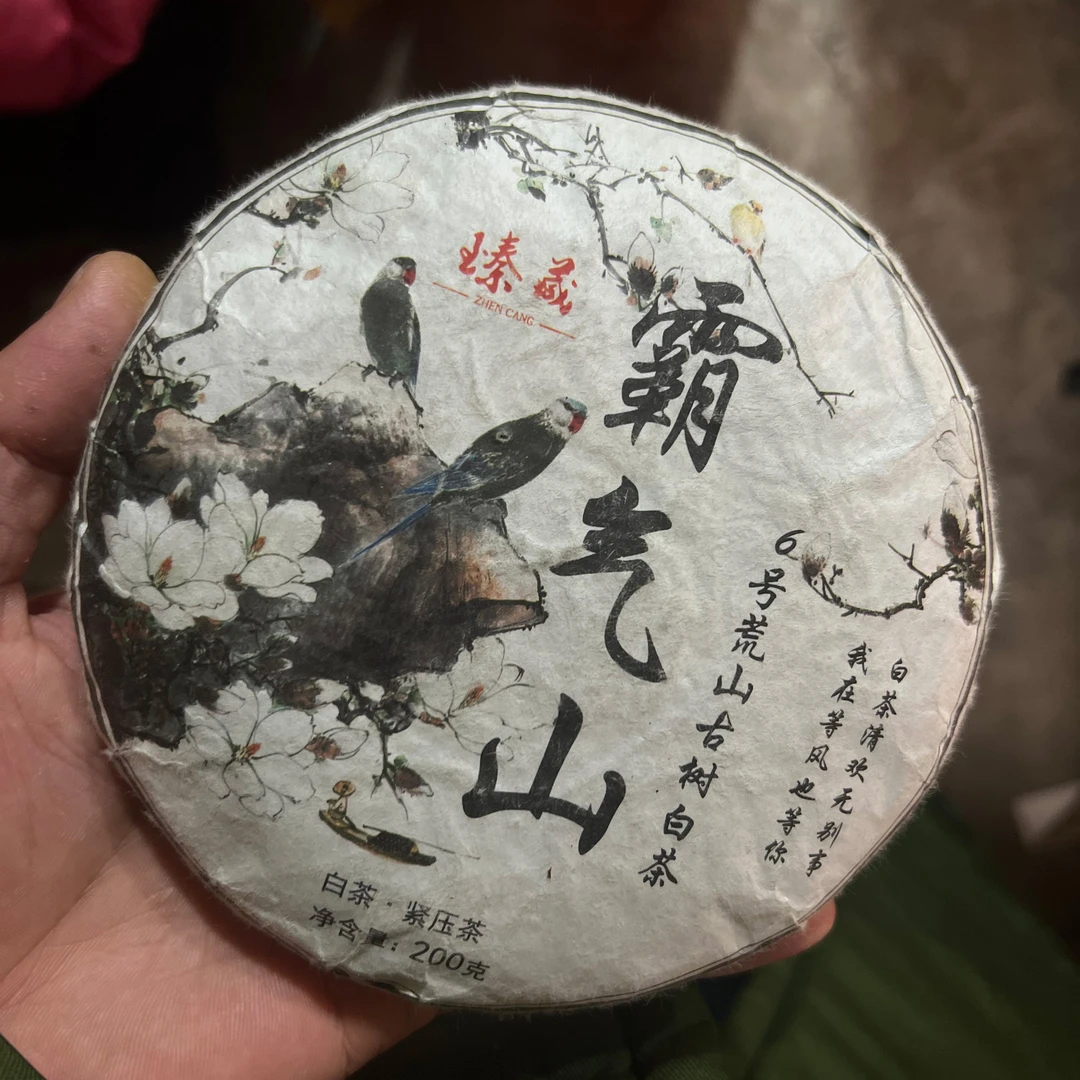 臻藏
ZHEN CANG
霸气山
6号荒山古树白茶
白茶清欢无别事
我在等风也等你
白茶·紧压茶
净含量：200克